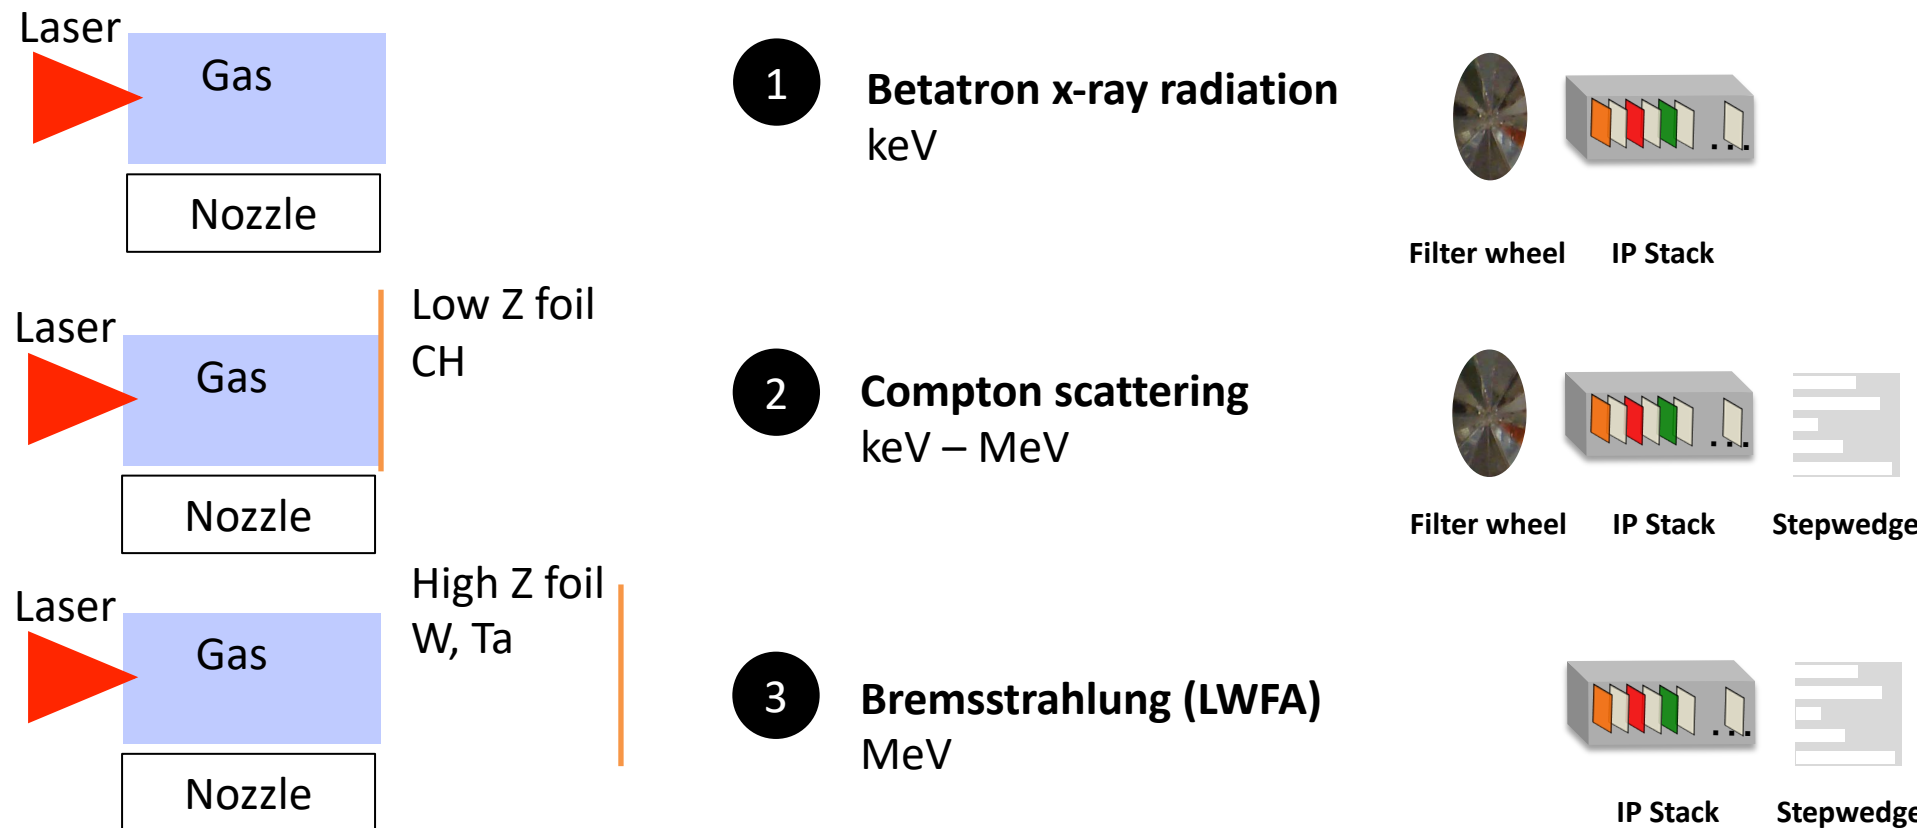 Laser
Gas
Nozzle
1
Betatron x-ray radiation
keV
Filter wheel
IP Stack
Laser
Gas
Nozzle
Low Z foil
CH
2
Compton scattering
keV – MeV
Filter wheel
IP Stack
Stepwedge
Laser
Gas
Nozzle
High Z foil
W, Ta
3
Bremsstrahlung (LWFA)
MeV
IP Stack
Stepwedge